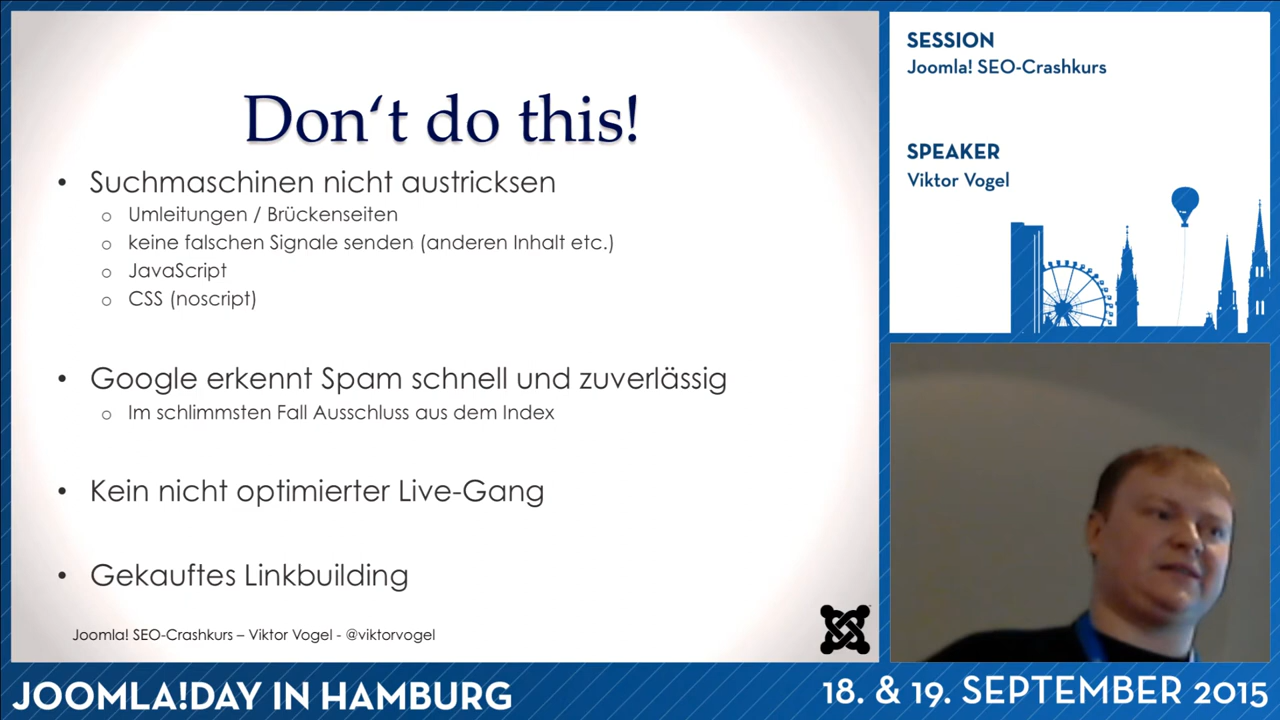 Don‘t do this!
• Suchmaschinen nicht austricksen
o Umleitungen / Brückenseiten
o keine falschen Signale senden (anderen Inhalt etc.)
o JavaScript
o CSS (noscript)
• Google erkennt Spam schnell und zuverlässig
o Im schlimmsten Fall Ausschluss aus dem Index
• Kein nicht optimierter Live-Gang
• Gekauftes Linkbuilding
Joomla! SEO-Crashkurs – Viktor Vogel - @viktorvogel
SESSION
Joomla! SEO-Crashkurs
SPEAKER
Viktor Vogel
JOOMLA!DAY IN HAMBURG
18. & 19. SEPTEMBER 2015